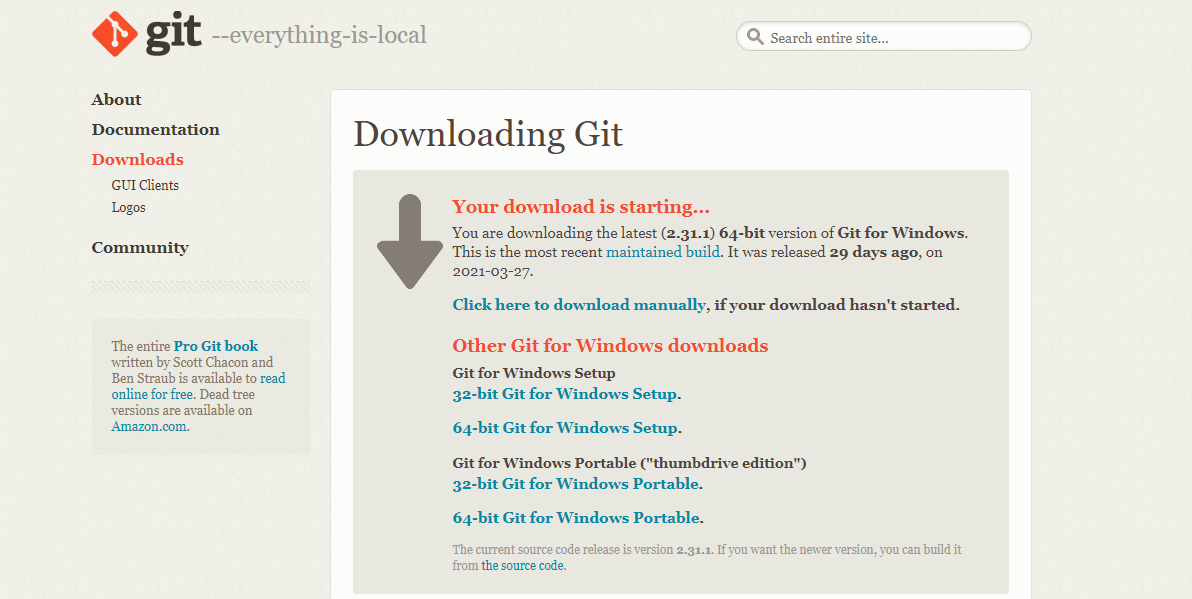 git --everything-is-local
Search entire site...
About
Documentation
Downloads
GUI Clients
Logos
Community
The entire Pro Git book
written by Scott Chacon and
Ben Straub is available to read
online for free. Dead tree
versions are available on
Amazon.com.
Downloading Git
Your download is starting...
You are downloading the latest (2.31.1) 64-bit version of Git for Windows.
This is the most recent maintained build. It was released 29 days ago, on
2021-03-27.
Click here to download manually, if your download hasn't started.
Other Git for Windows downloads
Git for Windows Setup
32-bit Git for Windows Setup.
64-bit Git for Windows Setup.
Git for Windows Portable ("thumbdrive edition")
32-bit Git for Windows Portable.
64-bit Git for Windows Portable.
The current source code release is version 2.31.1. If you want the newer version, you can build it
from the source code.